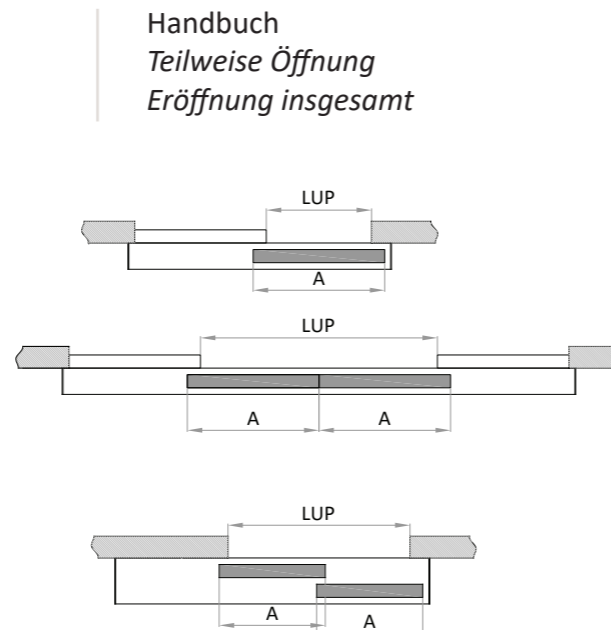 Handbuch
Teilweise Öffnung
Eröffnung insgesamt
LUP
A
LUP
A A
LUP
A A